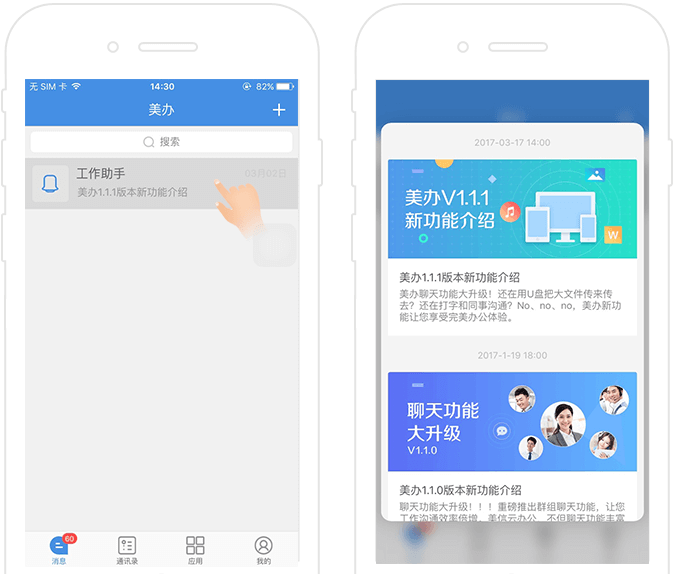 无 SIM 卡
14:30
82%
美办
搜索
工作助手
03月02日
美办1.1.1版本新功能介绍
60
消息
通讯录
应用
我的
2017-03-17 14:00
美办V1.1.1
新功能介绍
W
美办1.1.1版本新功能介绍
美办聊天功能大升级！还在用U盘把大文件传来传
去？还在打字和同事沟通？No、no、no，美办新功
能让您享受完美办公体验。
2017-1-19 18:00
聊天功能
大升级
V1.1.0
美办1.1.0版本新功能介绍
聊天功能大升级！！！重磅推出群组聊天功能，让您
工作沟通效率倍增，美信云办公，不但聊天功能丰富